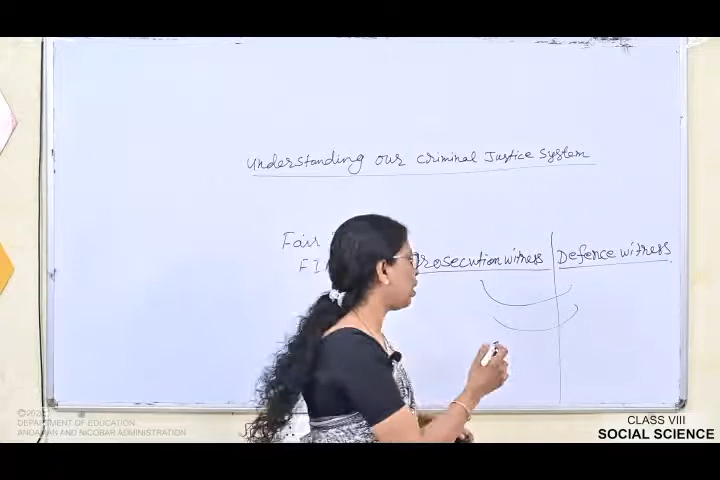 Understanding our Criminal Justice System
Fair
Prosecution witness Defence witness
FI
DEPARTMENT OF EDUCATION
ANDAMAN AND NICOBAR ADMINISTRATION
CLASS VIII
SOCIAL SCIENCE